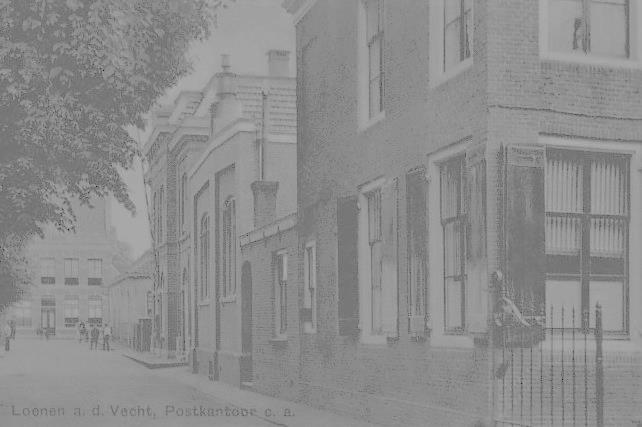 Loenen a. d. Vecht, Postkantoor c. a.